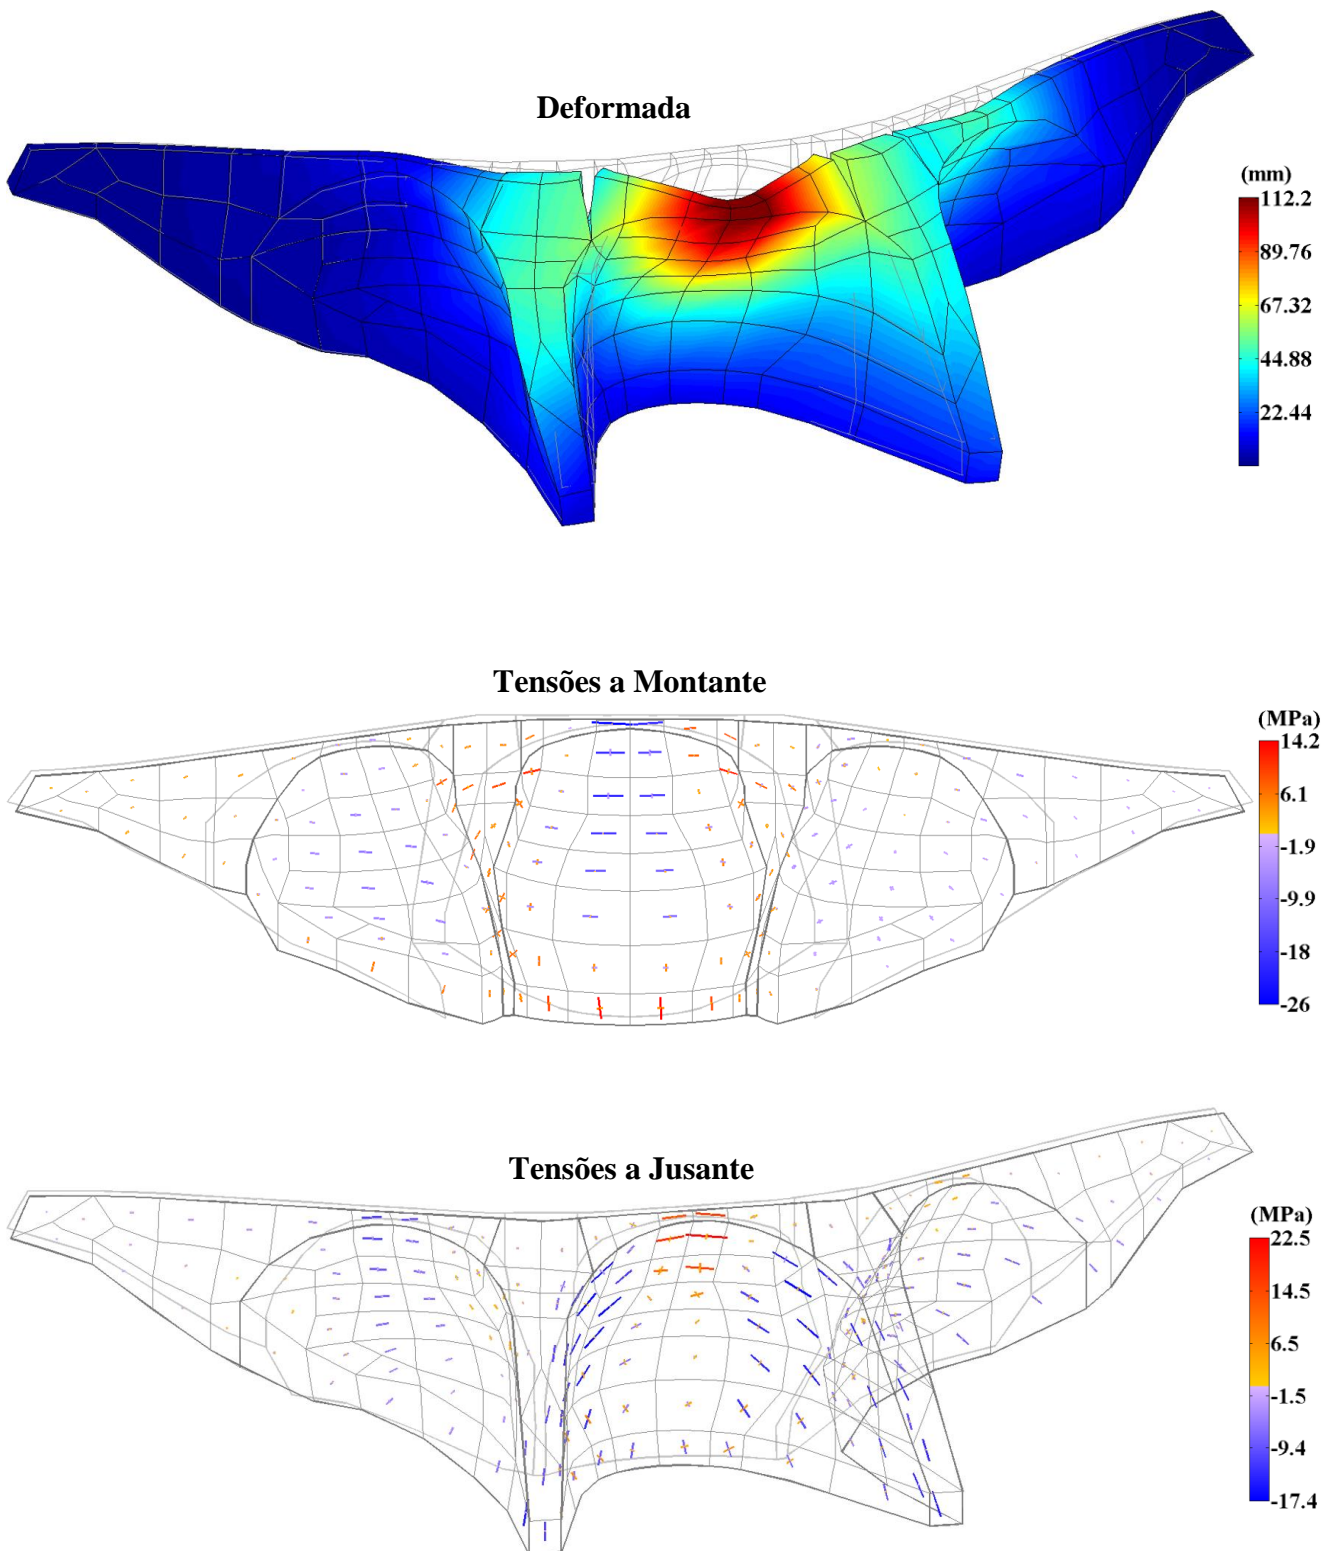 Deformada
(mm)
112.2
89.76
67.32
44.88
22.44
Tensões a Montante
(MPa)
14.2
6.1
-1.9
-9.9
-18
-26
Tensões a Jusante
(MPa)
22.5
14.5
6.5
-1.5
-9.4
-17.4